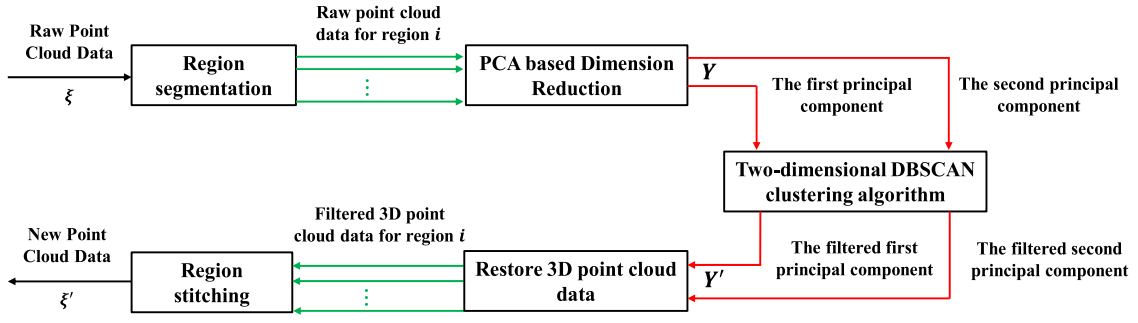 Raw Point
Cloud Data
ξ
Region
segmentation
Raw point cloud
data for region i
⋮
PCA based Dimension
Reduction
Y
The first principal
component
The second principal
component
Two-dimensional DBSCAN
clustering algorithm
The filtered first
principal component
The filtered second
principal component
Y′
Restore 3D point cloud
data
Filtered 3D point
cloud data for region i
⋮
Region
stitching
New Point
Cloud Data
ξ′